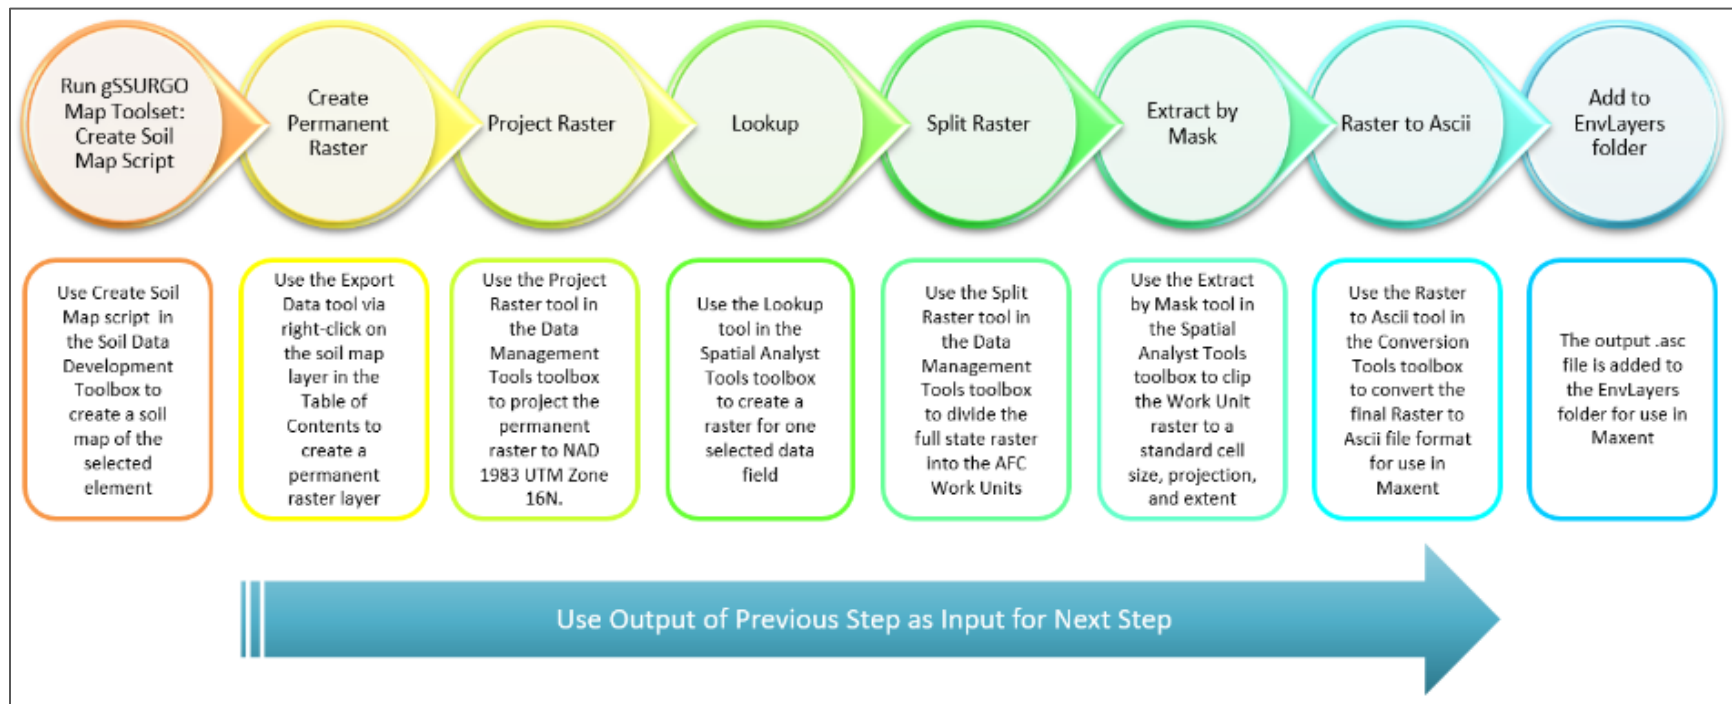 Run gSSURGO
Map Toolset:
Create Soil
Map Script
Create
Permanent
Raster
Project Raster
Lookup
Split Raster
Extract by
Mask
Raster to Ascii
Add to
EnvLayers
folder
Use Create Soil
Map script in
the Soil Data
Development
Toolbox to
create a soil
map of the
selected
element
Use the Export
Data tool via
right-click on
the soil map
layer in the
Table of
Contents to
create a
permanent
raster layer
Use the Project
Raster tool in
the Data
Management
Tools toolbox
to project the
permanent
raster to NAD
1983 UTM Zone
16N.
Use the Lookup
tool in the
Spatial Analyst
Tools toolbox
to create a
raster for one
selected data
field
Use the Split
Raster tool in
the Data
Management
Tools toolbox
to divide the
full state raster
into the AFC
Work Units
Use the Extract
by Mask tool in
the Spatial
Analyst Tools
toolbox to clip
the Work Unit
raster to a
standard cell
size, projection,
and extent
Use the Raster
to Ascii tool in
the Conversion
Tools toolbox
to convert the
final Raster to
Ascii file format
for use in
Maxent
The output .asc
file is added to
the EnvLayers
folder for use in
Maxent
Use Output of Previous Step as Input for Next Step